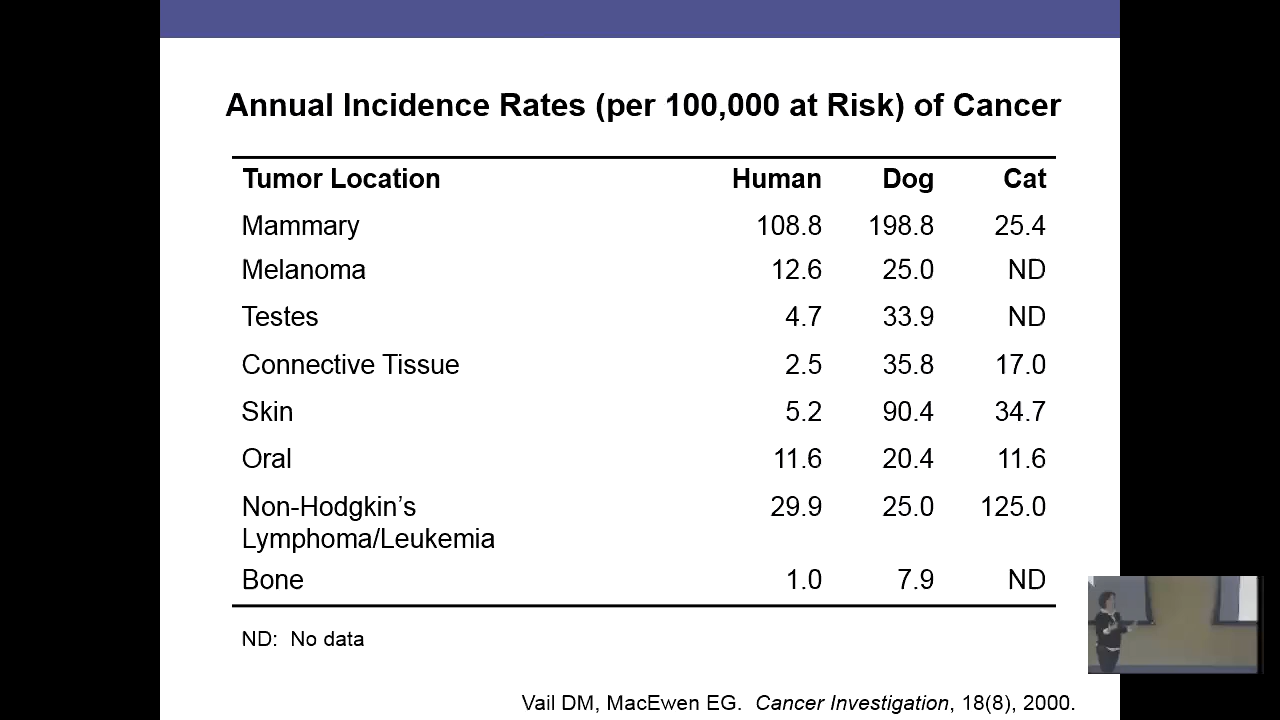 Annual Incidence Rates (per 100,000 at Risk) of Cancer
Tumor Location Human Dog Cat
Mammary 108.8 198.8 25.4
Melanoma 12.6 25.0 ND
Testes 4.7 33.9 ND
Connective Tissue 2.5 35.8 17.0
Skin 5.2 90.4 34.7
Oral 11.6 20.4 11.6
Non-Hodgkin’s 29.9 25.0 125.0
Lymphoma/Leukemia
Bone 1.0 7.9 ND
ND: No data
Vail DM, MacEwen EG. Cancer Investigation, 18(8), 2000.